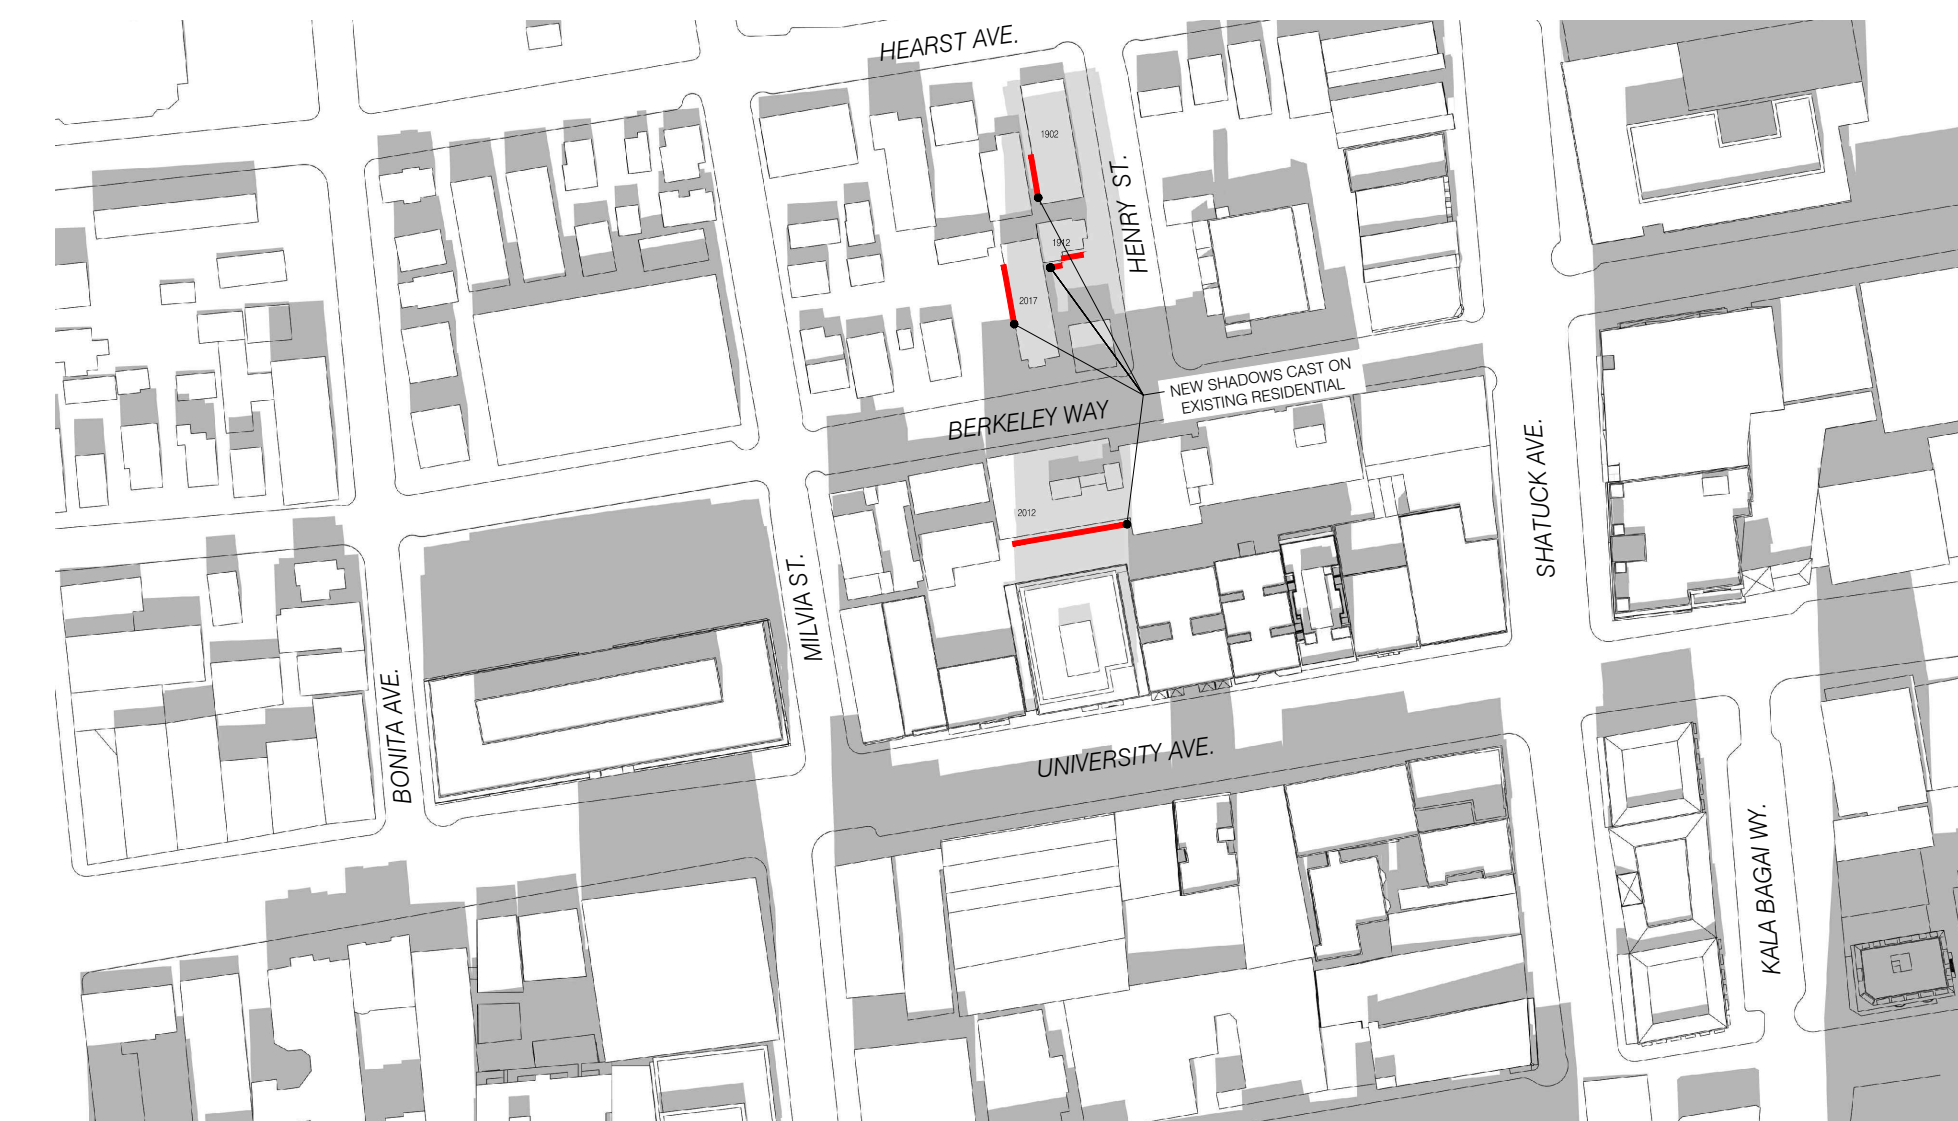 HEARST AVE.
1902
HENRY ST.
1912
2017
NEW SHADOWS CAST ON
EXISTING RESIDENTIAL
BERKELEY WAY
SHATUCK AVE.
2012
MILVIA ST.
BONITA AVE.
UNIVERSITY AVE.
KALA BAGAI WY.